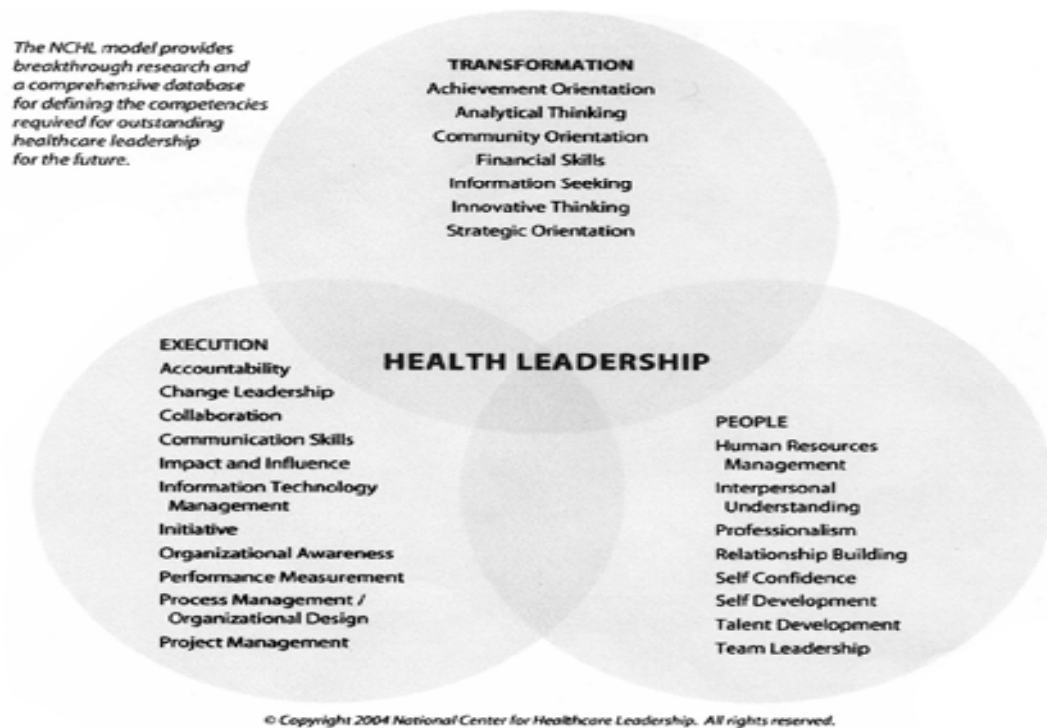 The NCHL model provides
breakthrough research and
a comprehensive database
for defining the competencies
required for outstanding
healthcare leadership
for the future.
TRANSFORMATION
Achievement Orientation
Analytical Thinking
Community Orientation
Financial Skills
Information Seeking
Innovative Thinking
Strategic Orientation
HEALTH LEADERSHIP
EXECUTION
Accountability
Change Leadership
Collaboration
Communication Skills
Impact and Influence
Information Technology
Management
Initiative
Organizational Awareness
Performance Measurement
Process Management /
Organizational Design
Project Management
PEOPLE
Human Resources
Management
Interpersonal
Understanding
Professionalism
Relationship Building
Self Confidence
Self Development
Talent Development
Team Leadership
© Copyright 2004 National Center for Healthcare Leadership. All rights reserved.